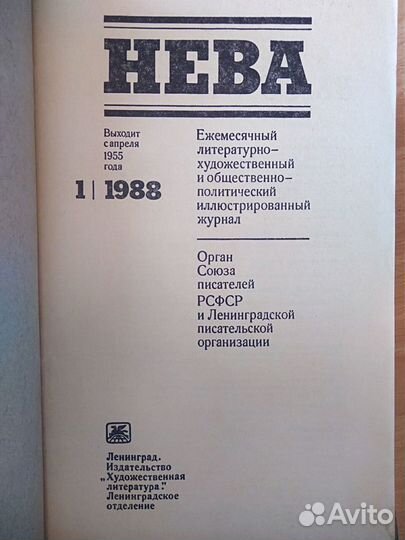 НЕВА
Выходит
с апреля
1955
года
1 | 1988
Ежемесячный
литературно-
художественный
и общественно-
политический
иллюстрированный
журнал
Орган
Союза
писателей
РСФСР
и Ленинградской
писательской
организации
Ленинград.
Издательство
„Художественная
литература".
Ленинградское
отделение
Avito